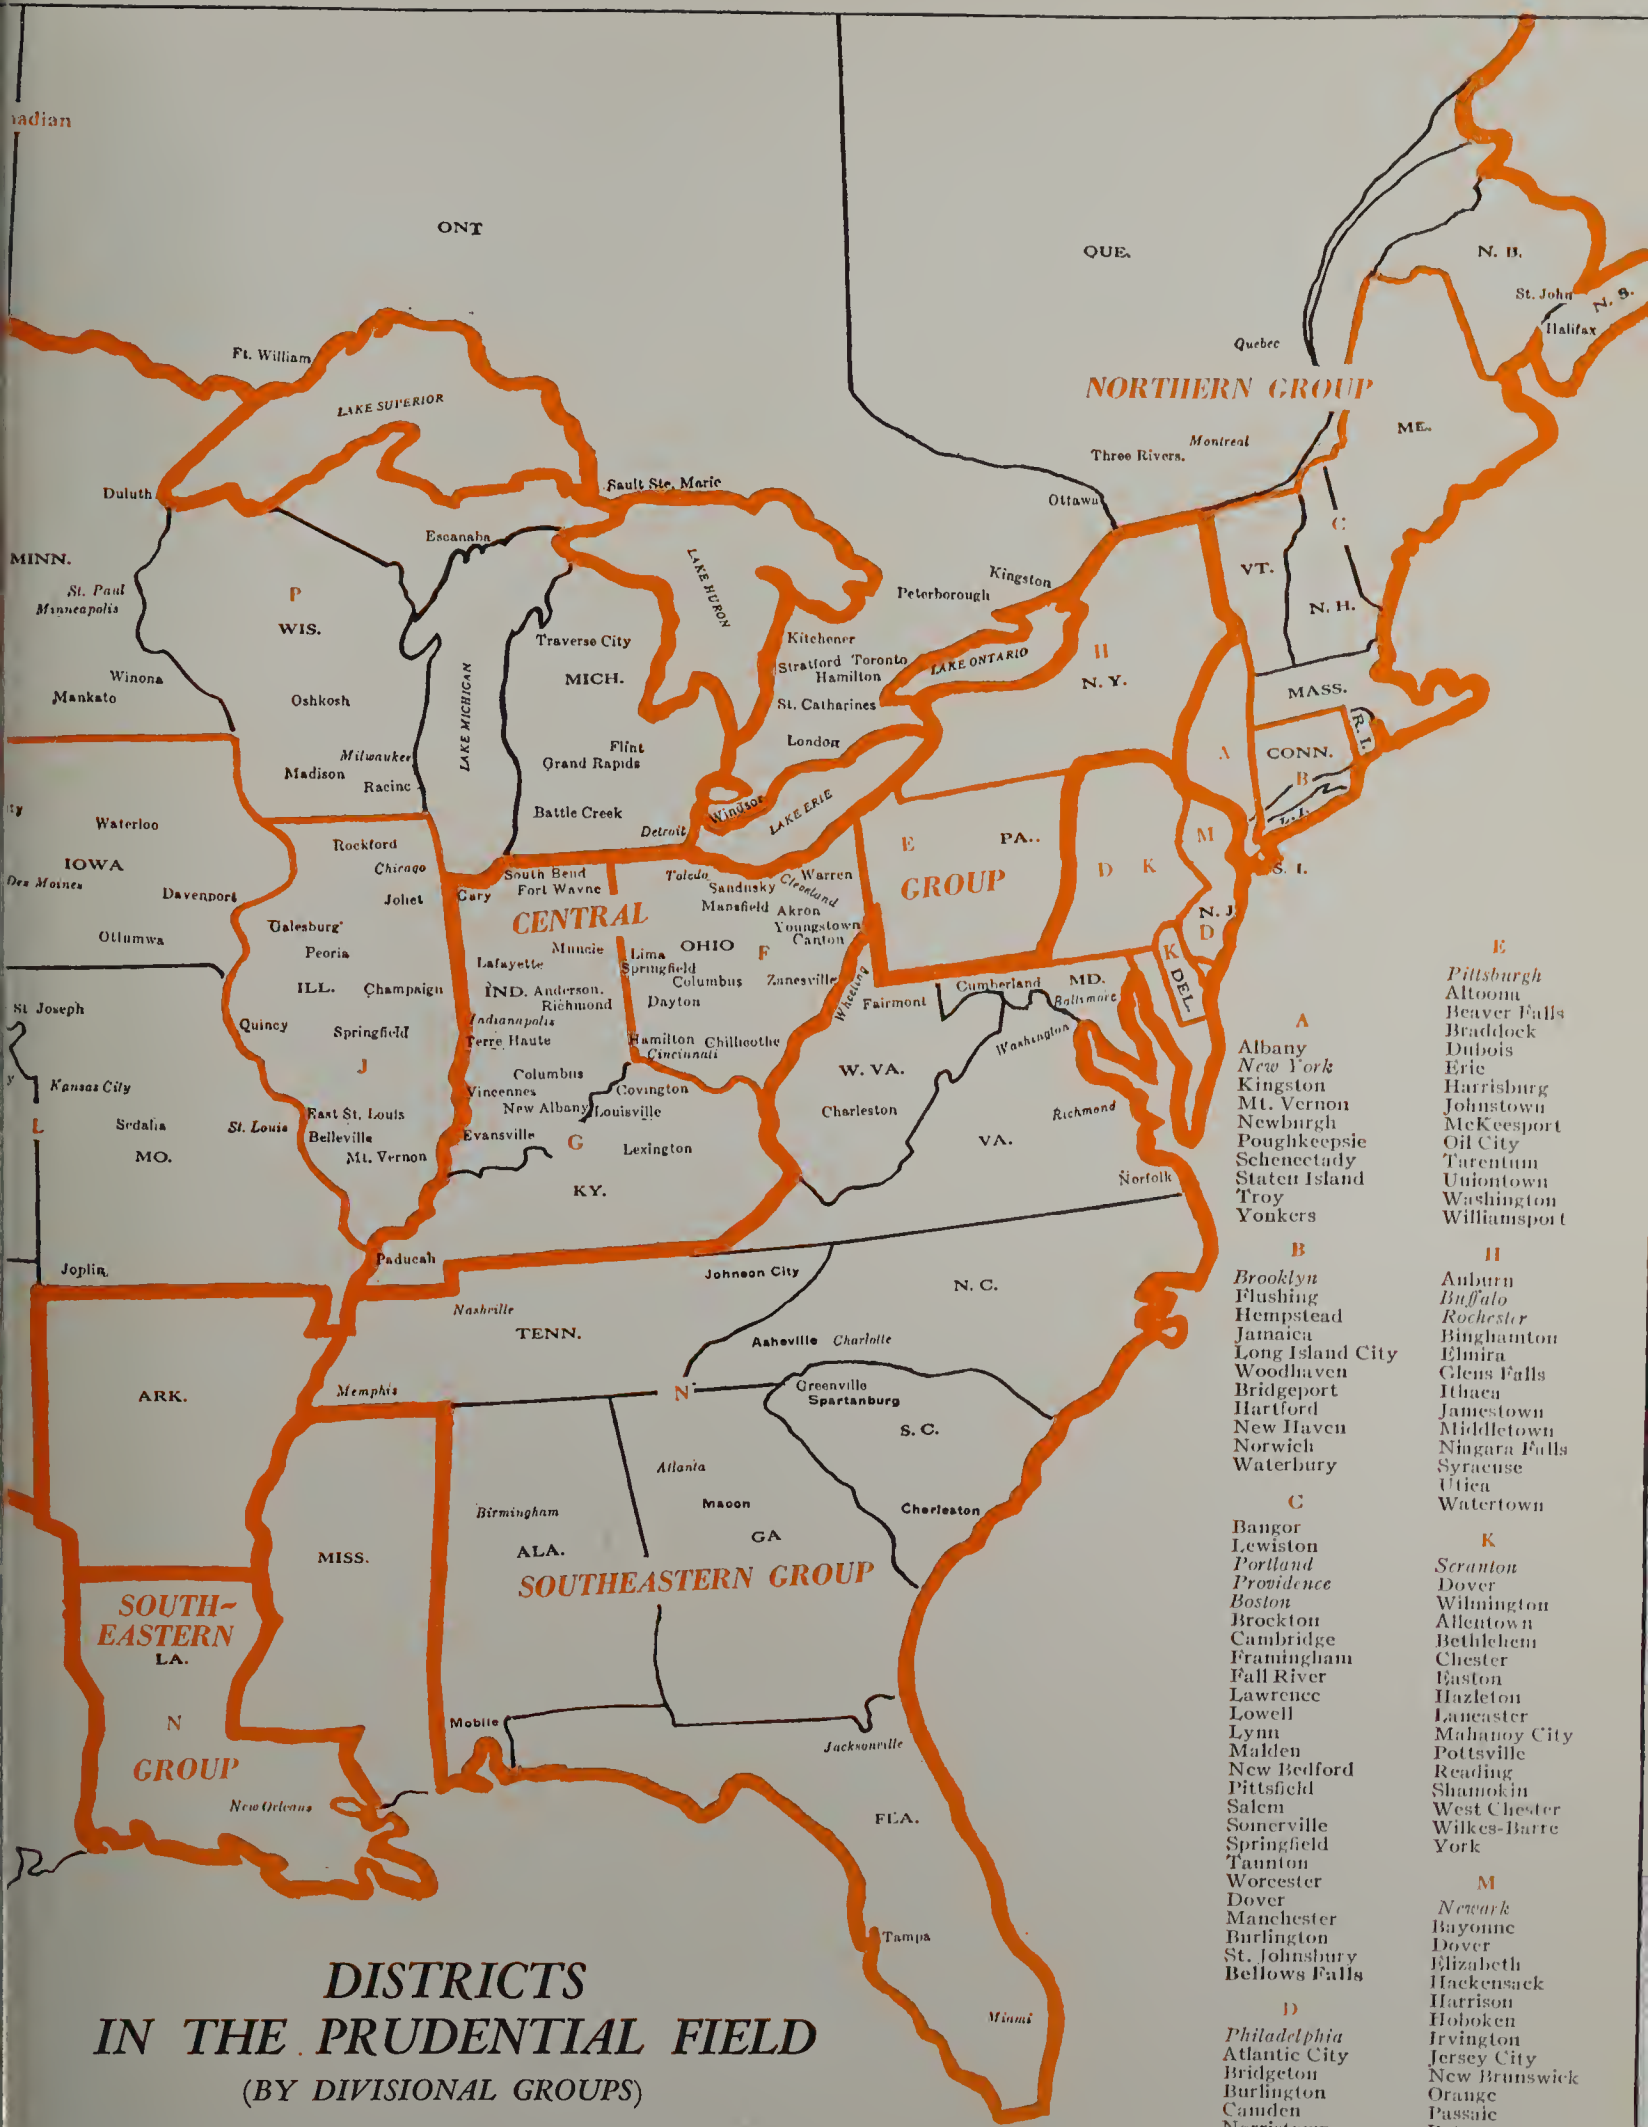 ONT
QUE.
N. B.
St. John
N. S.
Halifax
Quebec
Ft. William
LAKE SUPERIOR
NORTHERN GROUP
ME.
Montreal
Three Rivers.
Duluth
Sault Ste. Marie
Ottawa
C
Escanaba
MINN.
LAKE HURON
VT.
Kingston
St. Paul
P
Peterborough
Minneapolis
N. H.
WIS.
Traverse City
Kitchener
Stratford Toronto
LAKE ONTARIO
H
Hamilton
Winona
MICH.
N. Y.
MASS.
Mankato
Oshkosh
LAKE MICHIGAN
St. Catharines
R. I.
Flint
London
A
CONN.
Milwaukee
Grand Rapids
Madison
B
Racine
Windsor
LAKE ERIE
Battle Creek
L. I.
Waterloo
Detroit
M
Rockford
E
PA..
IOWA
Chicago
South Bend
Toledo
Cleveland
Warren
D K
S. I.
Des Moines
Fort Wayne
Sandusky
GROUP
Davenport
Joliet
Gary
Mansfield Akron
CENTRAL
N. J.
Galesburg
Youngstown
Ottumwa
Canton
D
Peoria
Muncie
Lima
OHIO
F
K
Lafayette
Springfield
ILL.
Champaign
IND. Anderson.
Columbus
Zanesville
Wheeling
Cumberland
MD.
DEL.
Richmond
Dayton
Fairmont
Baltimore
St Joseph
Quincy
Springfield
Indianapolis
Terre Haute
Hamilton Chillicothe
Washington
Cincinnati
J
Columbus
W. VA.
Kansas City
Vincennes
Covington
New Albany
Louisville
East St. Louis
Charleston
Richmond
L
Sedalia
St. Louis
Belleville
Evansville
G
Lexington
VA.
MO.
Mt. Vernon
KY.
Norfolk
Paducah
Joplin,
Johnson City
N. C.
Nashville
TENN.
Asheville
Charlotte
ARK.
Memphis
N
Greenville
Spartanburg
S. C.
Atlanta
Birmingham
Macon
Charleston
MISS.
ALA.
GA
SOUTHEASTERN GROUP
SOUTH-
EASTERN
LA.
N
Mobile
Jacksonville
GROUP
New Orleans
FLA.
Tampa
Miami
DISTRICTS
IN THE PRUDENTIAL FIELD
(BY DIVISIONAL GROUPS)
A
Albany
New York
Kingston
Mt. Vernon
Newburgh
Poughkeepsie
Schenectady
Staten Island
Troy
Yonkers
B
Brooklyn
Flushing
Hempstead
Jamaica
Long Island City
Woodhaven
Bridgeport
Hartford
New Haven
Norwich
Waterbury
C
Bangor
Lewiston
Portland
Providence
Boston
Brockton
Cambridge
Framingham
Fall River
Lawrence
Lowell
Lynn
Malden
New Bedford
Pittsfield
Salem
Somerville
Springfield
Taunton
Worcester
Dover
Manchester
Burlington
St. Johnsbury
Bellows Falls
D
Philadelphia
Atlantic City
Bridgeton
Burlington
Camden
E
Pittsburgh
Altoona
Beaver Falls
Braddock
Dubois
Erie
Harrisburg
Johnstown
McKeesport
Oil City
Tarentum
Uniontown
Washington
Williamsport
H
Auburn
Buffalo
Rochester
Binghamton
Elmira
Glens Falls
Ithaca
Jamestown
Middletown
Niagara Falls
Syracuse
Utica
Watertown
K
Scranton
Dover
Wilmington
Allentown
Bethlehem
Chester
Easton
Hazleton
Lancaster
Mahanoy City
Pottsville
Reading
Shamokin
West Chester
Wilkes-Barre
York
M
Newark
Bayonne
Dover
Elizabeth
Hackensack
Harrison
Hoboken
Irvington
Jersey City
New Brunswick
Orange
Passaic